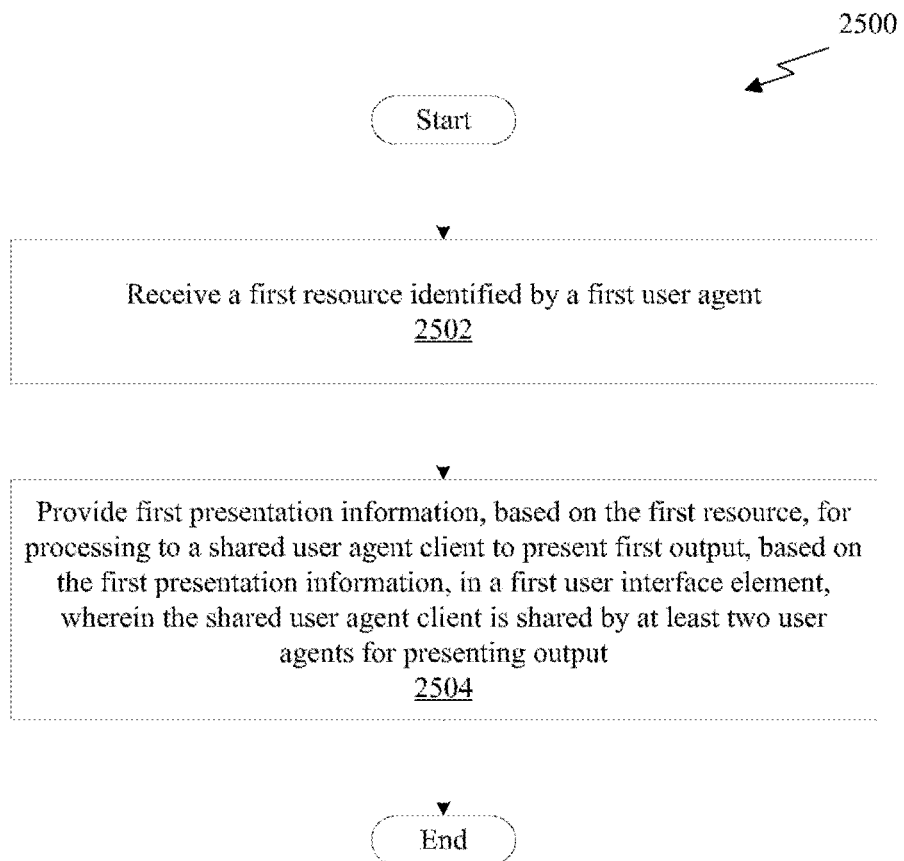 2500
Start
Receive a first resource identified by a first user agent
2502
Provide first presentation information, based on the first resource, for
processing to a shared user agent client to present first output, based on
the first presentation information, in a first user interface element,
wherein the shared user agent client is shared by at least two user
agents for presenting output
2504
End